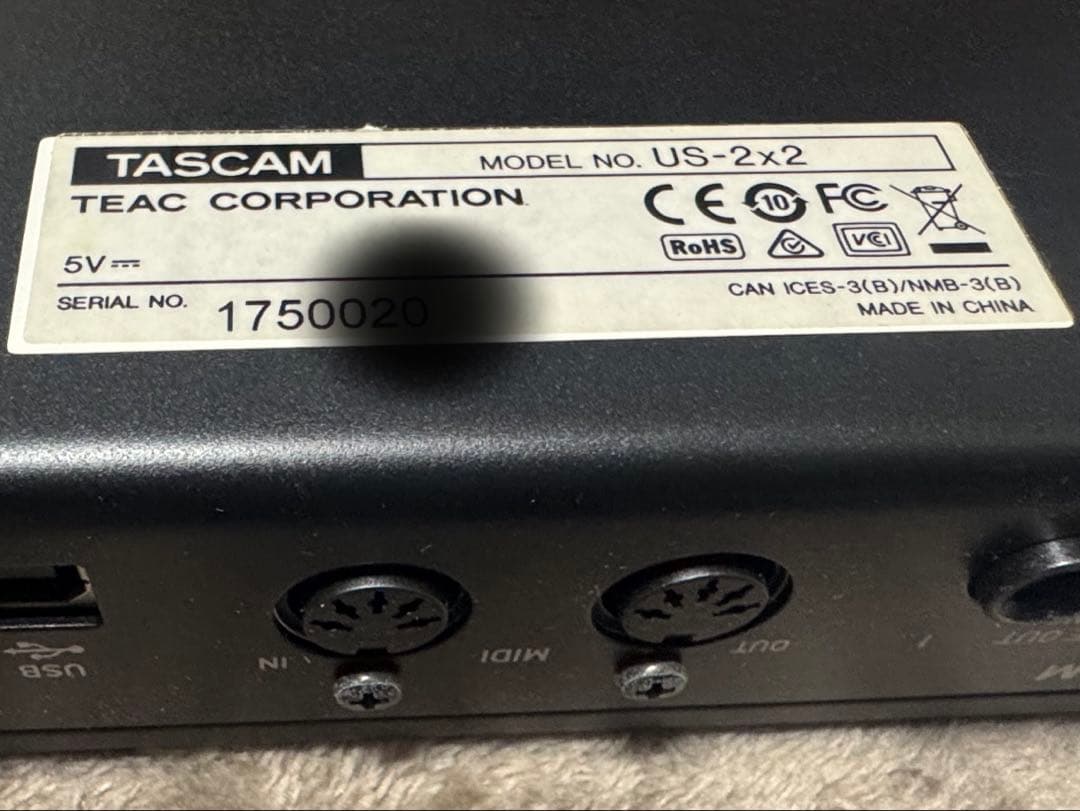 TASCAM MODEL NO. US-2x2
TEAC CORPORATION
CE 10 FC
RoHS VCI
5V
SERIAL NO. 1750020
CAN ICES-3(B)/NMB-3(B)
MADE IN CHINA
USB
IN MIDI OUT